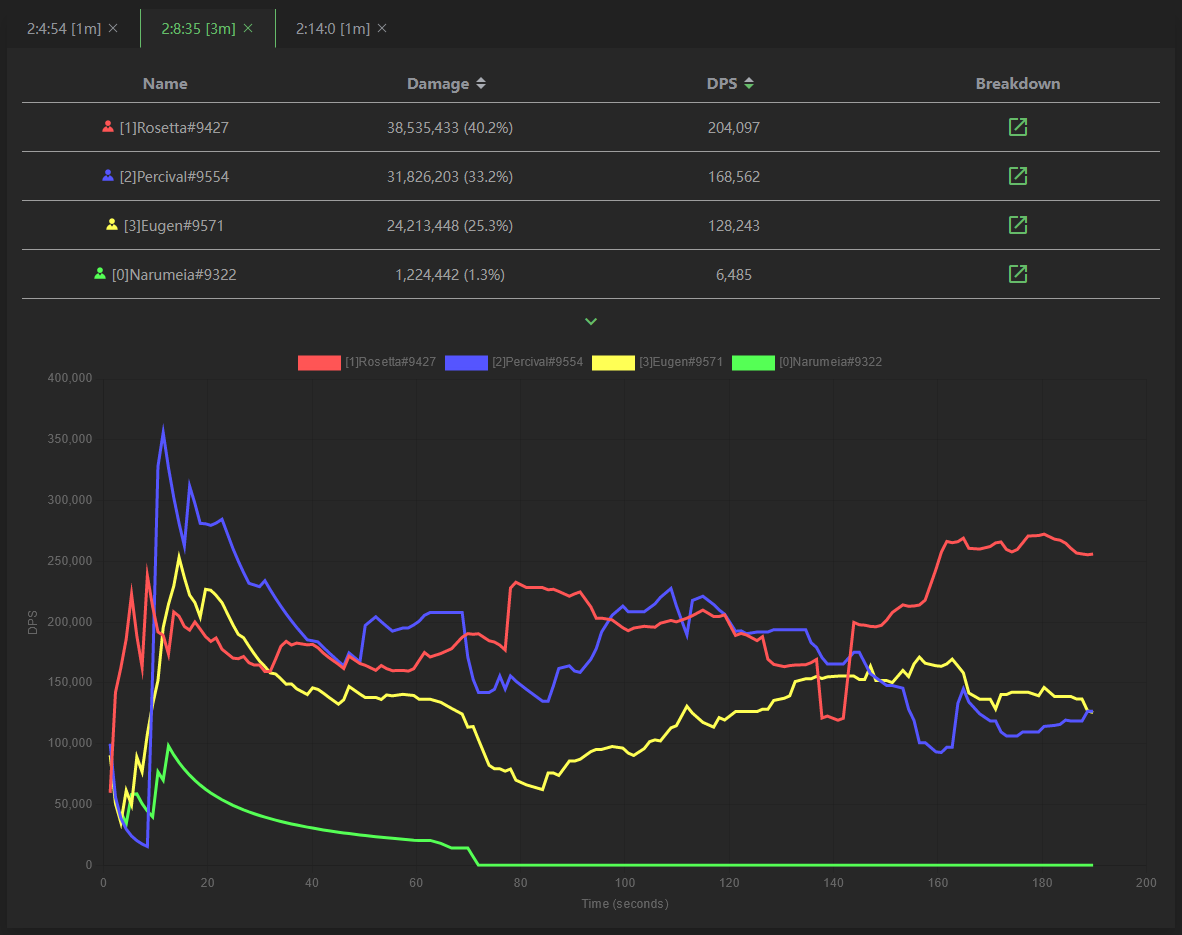 2:4:54 [1m] × 2:8:35 [3m] × 2:14:0 [1m] ×
Name Damage DPS Breakdown
[1]Rosetta#9427 38,535,433 (40.2%) 204,097
[2]Percival#9554 31,826,203 (33.2%) 168,562
[3]Eugen#9571 24,213,448 (25.3%) 128,243
[0]Narumeia#9322 1,224,442 (1.3%) 6,485
[1]Rosetta#9427 [2]Percival#9554 [3]Eugen#9571 [0]Narumeia#9322
400,000
350,000
300,000
250,000
200,000
150,000
100,000
50,000
0
DPS
0 20 40 60 80 100 120 140 160 180 200
Time (seconds)